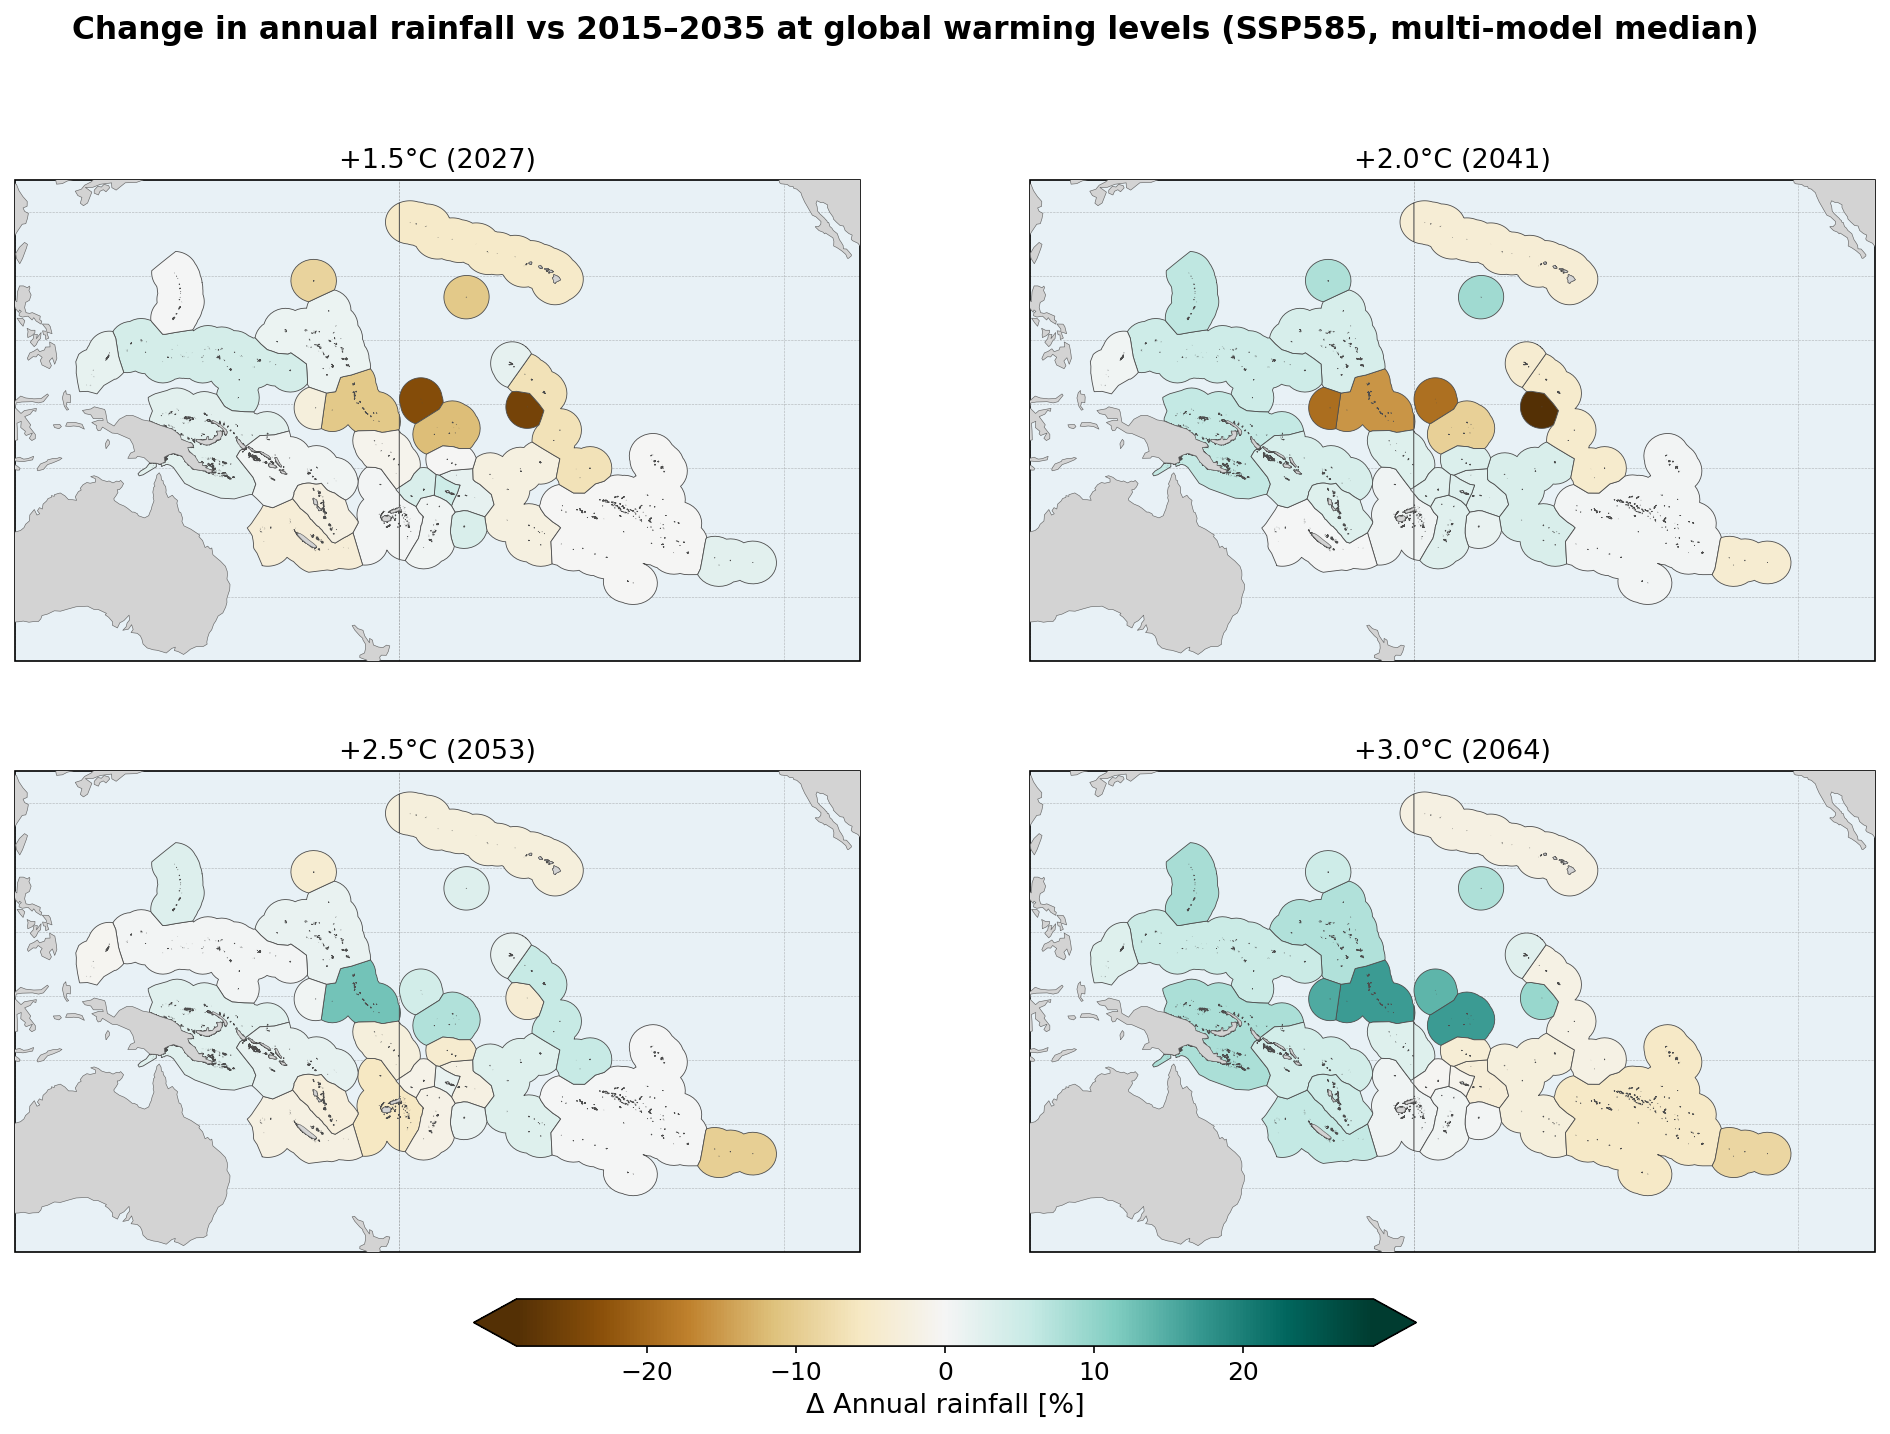 Change in annual rainfall vs 2015–2035 at global warming levels (SSP585, multi-model median)
+1.5°C (2027)
+2.0°C (2041)
+2.5°C (2053)
+3.0°C (2064)
−20 −10 0 10 20
Δ Annual rainfall [%]